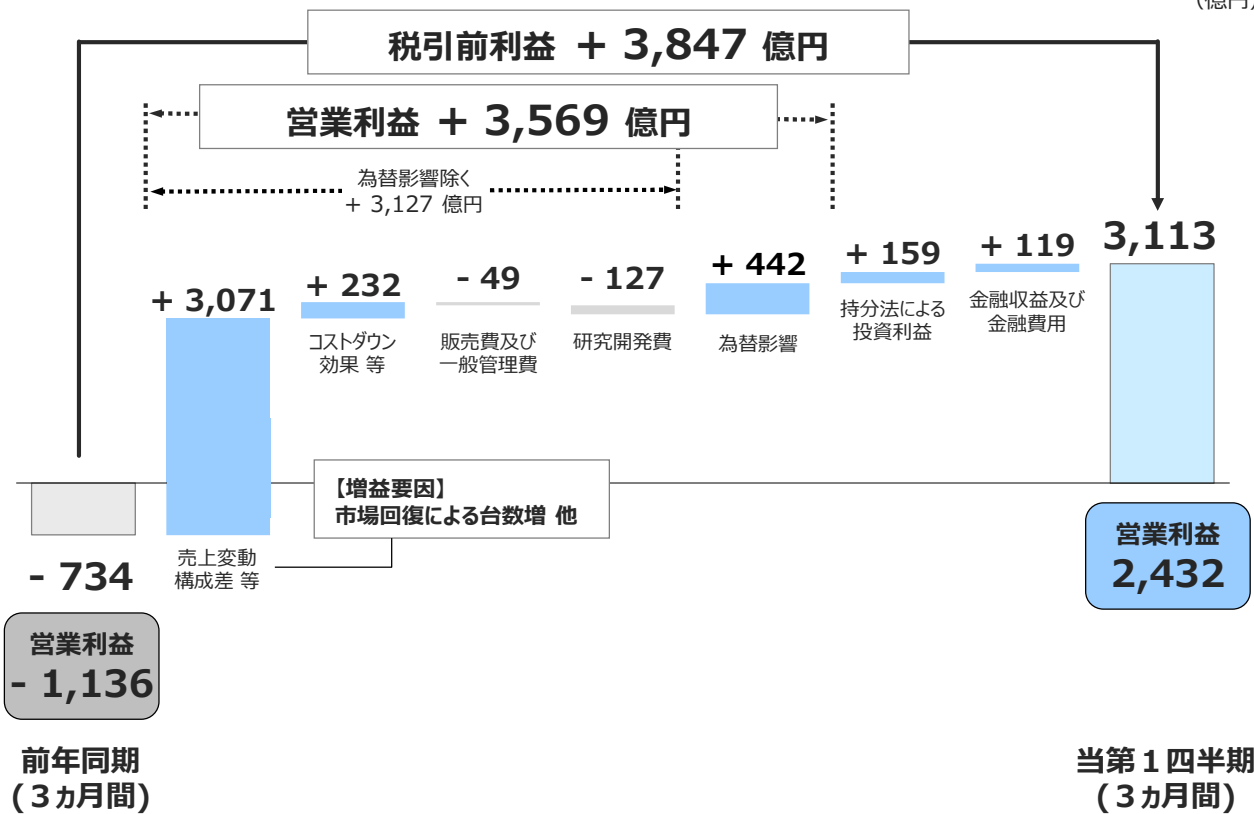 (億円)
税引前利益 + 3,847 億円
営業利益 + 3,569 億円
為替影響除く
+ 3,127 億円
+ 3,071
売上変動
構成差 等
+ 232
コストダウン
効果 等
- 49
販売費及び
一般管理費
- 127
研究開発費
+ 442
為替影響
+ 159
持分法による
投資利益
+ 119
金融収益及び
金融費用
3,113
【増益要因】
市場回復による台数増 他
- 734
営業利益
- 1,136
営業利益
2,432
前年同期
(３ヵ月間)
当第１四半期
(３ヵ月間)